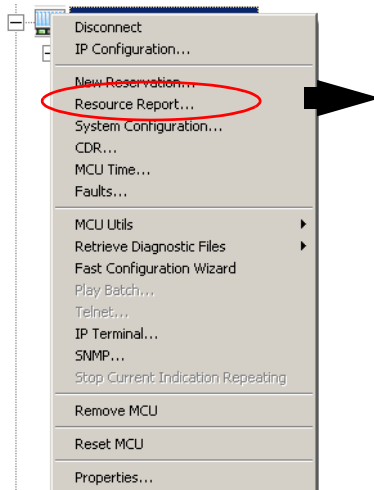 Disconnect
IP Configuration...
New Reservation...
Resource Report...
System Configuration...
CDR...
MCU Time...
Faults...
MCU Utils
Retrieve Diagnostic Files
Fast Configuration Wizard
Play Batch...
Telnet...
IP Terminal...
SNMP...
Stop Current Indication Repeating
Remove MCU
Reset MCU
Properties...